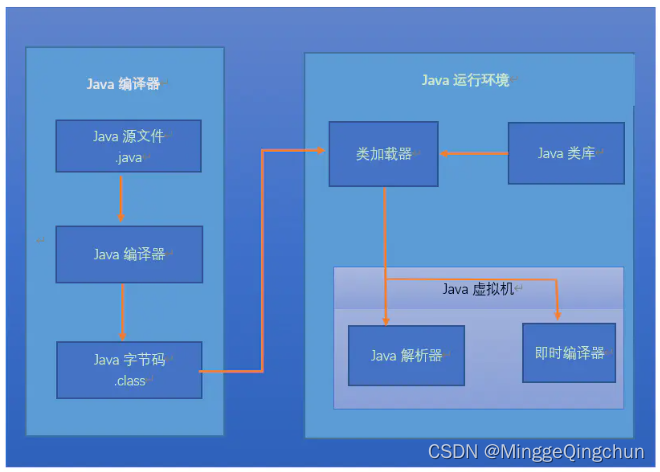 Java 编译器
Java 源文件
.java
Java 编译器
Java 字节码
.class
Java 运行环境
类加载器
Java 类库
Java 虚拟机
Java 解析器
即时编译器
CSDN @MinggeQingchun